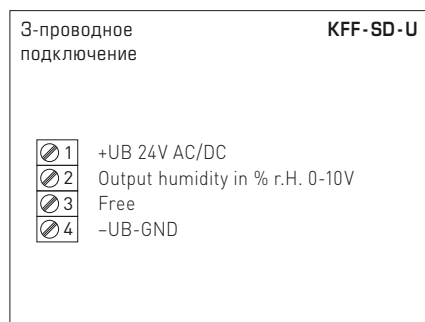 3-проводное
подключение
KFF-SD-U
1 +UB 24V AC/DC
2 Output humidity in % r.H. 0-10V
3 Free
4 –UB-GND